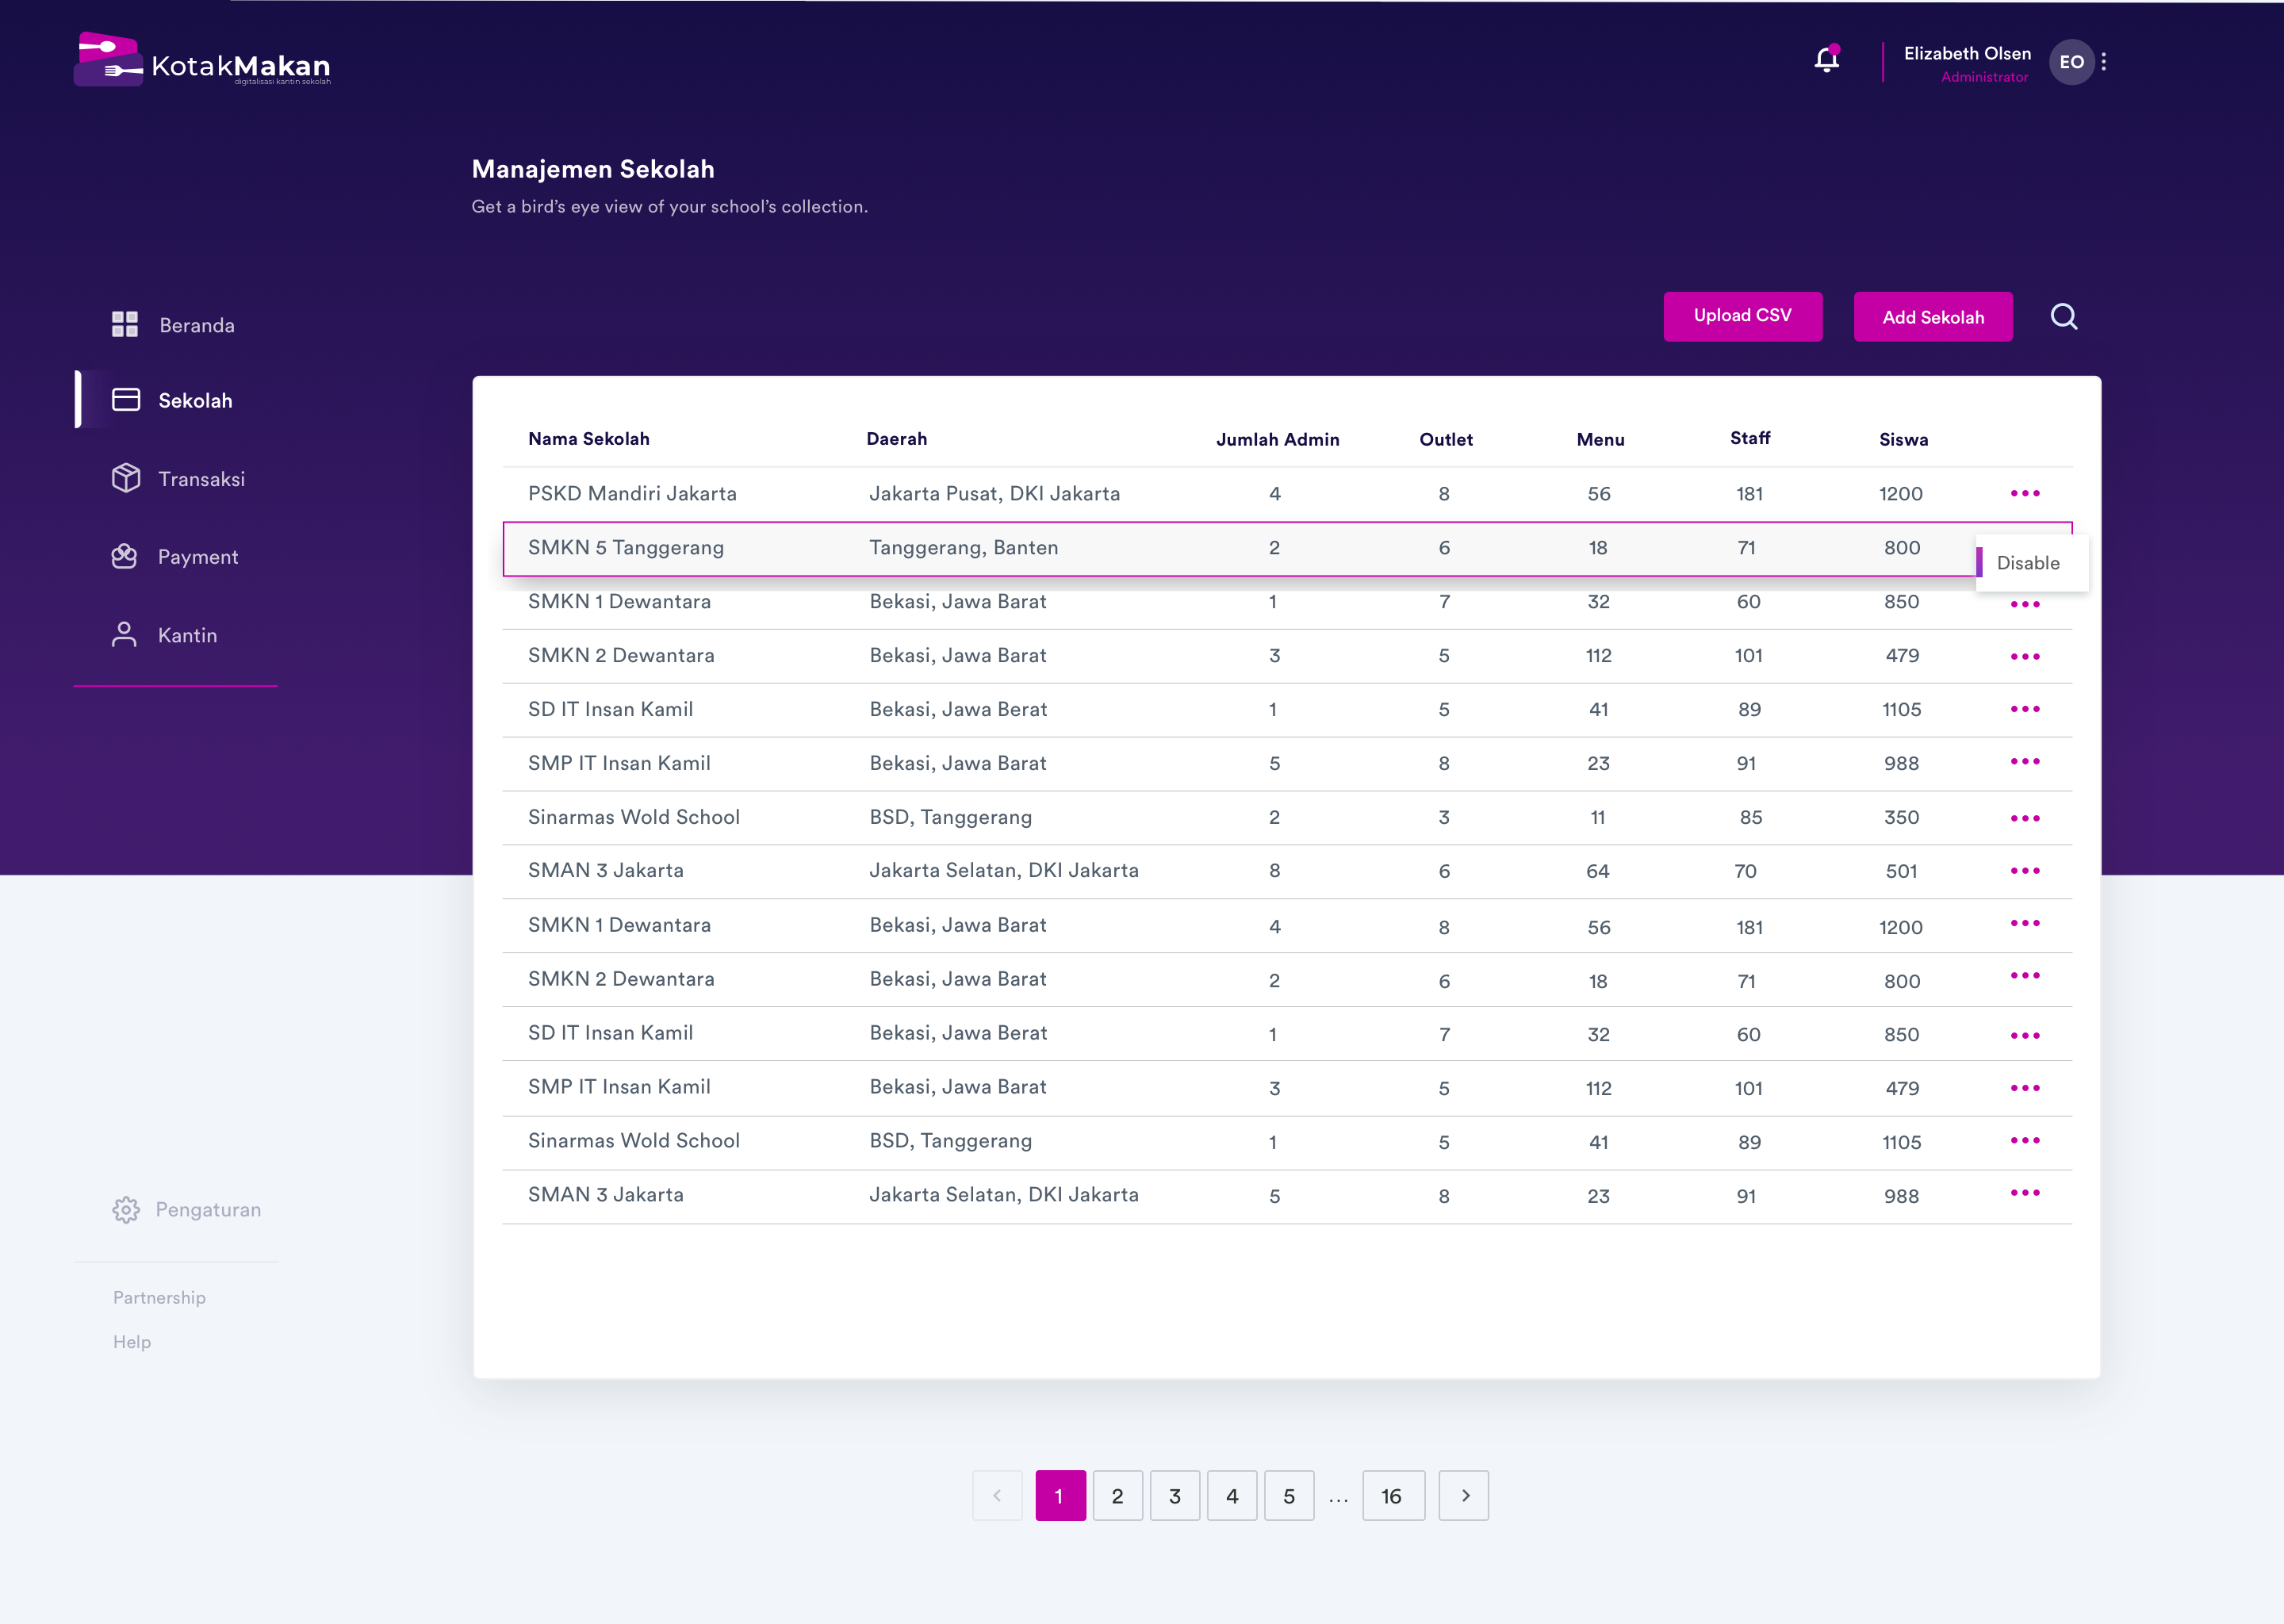 KotakMakan
digitalisasi kantin sekolah
Elizabeth Olsen
Administrator
EO
Manajemen Sekolah
Get a bird's eye view of your school's collection.
Beranda
Sekolah
Transaksi
Payment
Kantin
Upload CSV
Add Sekolah
Nama Sekolah Daerah Jumlah Admin Outlet Menu Staff Siswa
PSKD Mandiri Jakarta Jakarta Pusat, DKI Jakarta 4 8 56 181 1200
SMKN 5 Tanggerang Tanggerang, Banten 2 6 18 71 800
Disable
SMKN 1 Dewantara Bekasi, Jawa Barat 1 7 32 60 850
SMKN 2 Dewantara Bekasi, Jawa Barat 3 5 112 101 479
SD IT Insan Kamil Bekasi, Jawa Berat 1 5 41 89 1105
SMP IT Insan Kamil Bekasi, Jawa Barat 5 8 23 91 988
Sinarmas Wold School BSD, Tanggerang 2 3 11 85 350
SMAN 3 Jakarta Jakarta Selatan, DKI Jakarta 8 6 64 70 501
SMKN 1 Dewantara Bekasi, Jawa Barat 4 8 56 181 1200
SMKN 2 Dewantara Bekasi, Jawa Barat 2 6 18 71 800
SD IT Insan Kamil Bekasi, Jawa Berat 1 7 32 60 850
SMP IT Insan Kamil Bekasi, Jawa Barat 3 5 112 101 479
Sinarmas Wold School BSD, Tanggerang 1 5 41 89 1105
SMAN 3 Jakarta Jakarta Selatan, DKI Jakarta 5 8 23 91 988
Pengaturan
Partnership
Help
1 2 3 4 5 ... 16